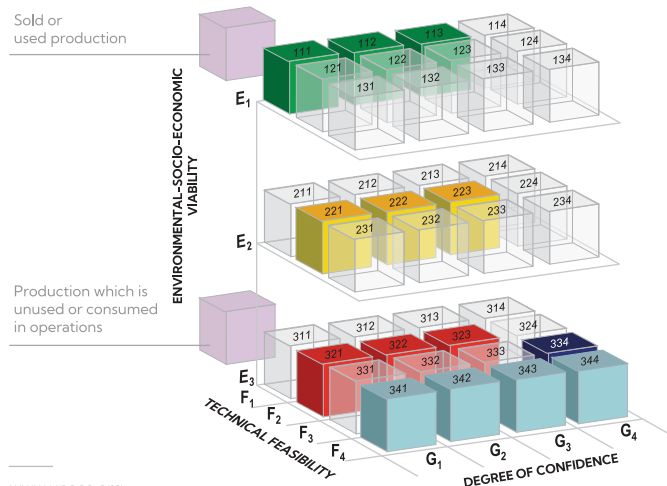 Sold or
used production
ENVIRONMENTAL-SOCIO-ECONOMIC
VIABILITY
E1
111
112
113
114
121
122
123
124
131
132
133
134
E2
211
212
213
214
221
222
223
224
231
232
233
234
Production which is
unused or consumed
in operations
E3
311
312
313
314
321
322
323
324
331
332
333
334
341
342
343
344
F1
F2
F3
F4
TECHNICAL FEASIBILITY
G1
G2
G3
G4
DEGREE OF CONFIDENCE